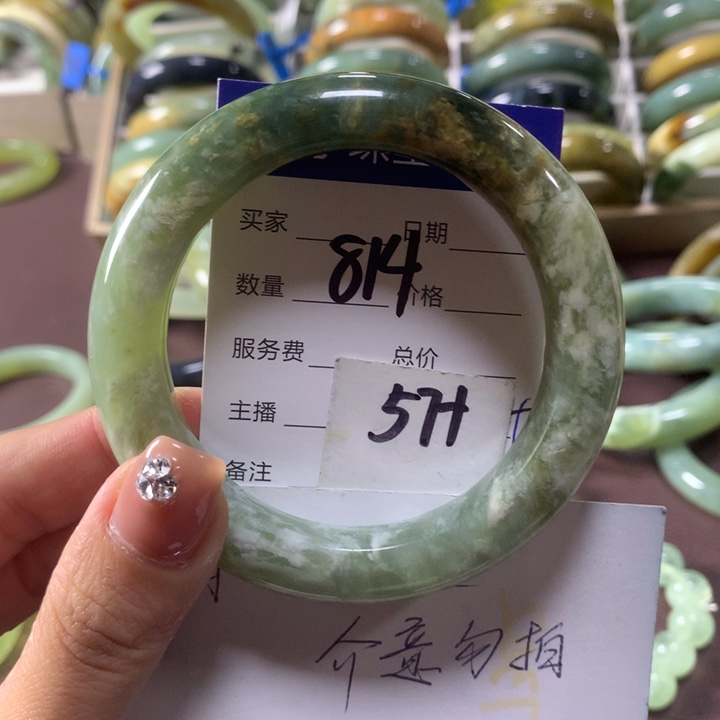 买家 日期
814
数量 价格
服务费 总价
57H
主播
备注
介意勿拍